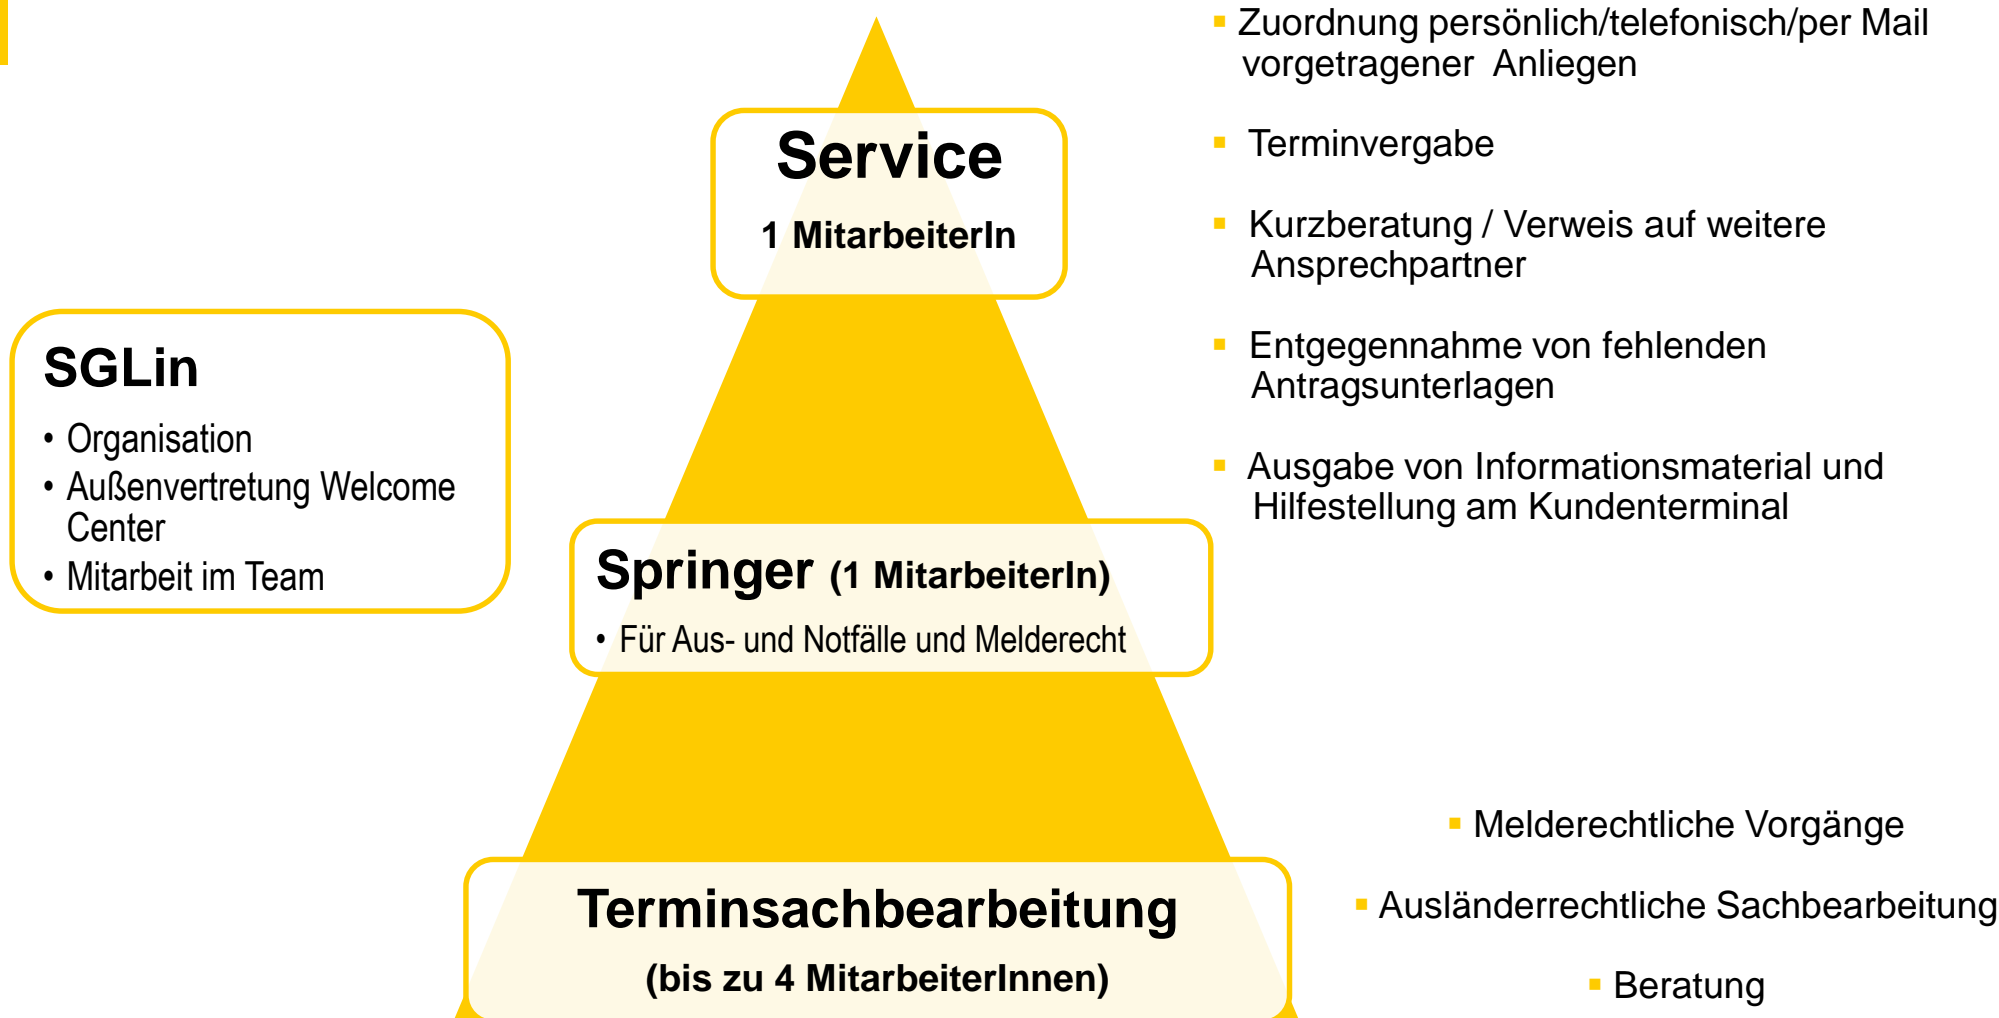 Service
1 MitarbeiterIn
▪ Zuordnung persönlich/telefonisch/per Mail
vorgetragener Anliegen
▪ Terminvergabe
▪ Kurzberatung / Verweis auf weitere
Ansprechpartner
▪ Entgegennahme von fehlenden
Antragsunterlagen
▪ Ausgabe von Informationsmaterial und
Hilfestellung am Kundenterminal
SGLin
• Organisation
• Außenvertretung Welcome
Center
• Mitarbeit im Team
Springer (1 MitarbeiterIn)
• Für Aus- und Notfälle und Melderecht
Terminsachbearbeitung
(bis zu 4 MitarbeiterInnen)
▪ Melderechtliche Vorgänge
▪ Ausländerrechtliche Sachbearbeitung
▪ Beratung